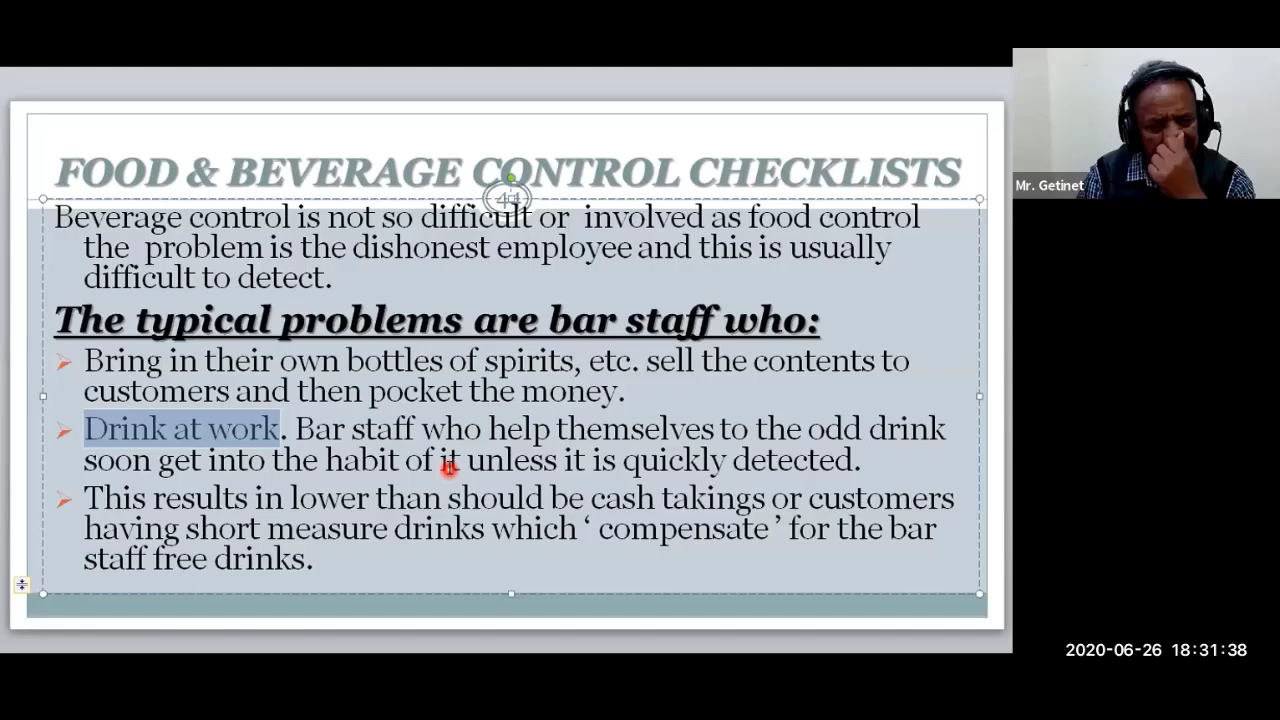 FOOD & BEVERAGE CONTROL CHECKLISTS
41
Beverage control is not so difficult or involved as food control
the problem is the dishonest employee and this is usually
difficult to detect.
The typical problems are bar staff who:
Bring in their own bottles of spirits, etc. sell the contents to
customers and then pocket the money.
Drink at work. Bar staff who help themselves to the odd drink
soon get into the habit of it unless it is quickly detected.
This results in lower than should be cash takings or customers
having short measure drinks which ‘ compensate ’ for the bar
staff free drinks.
Mr. Getinet
2020-06-26 18:31:38